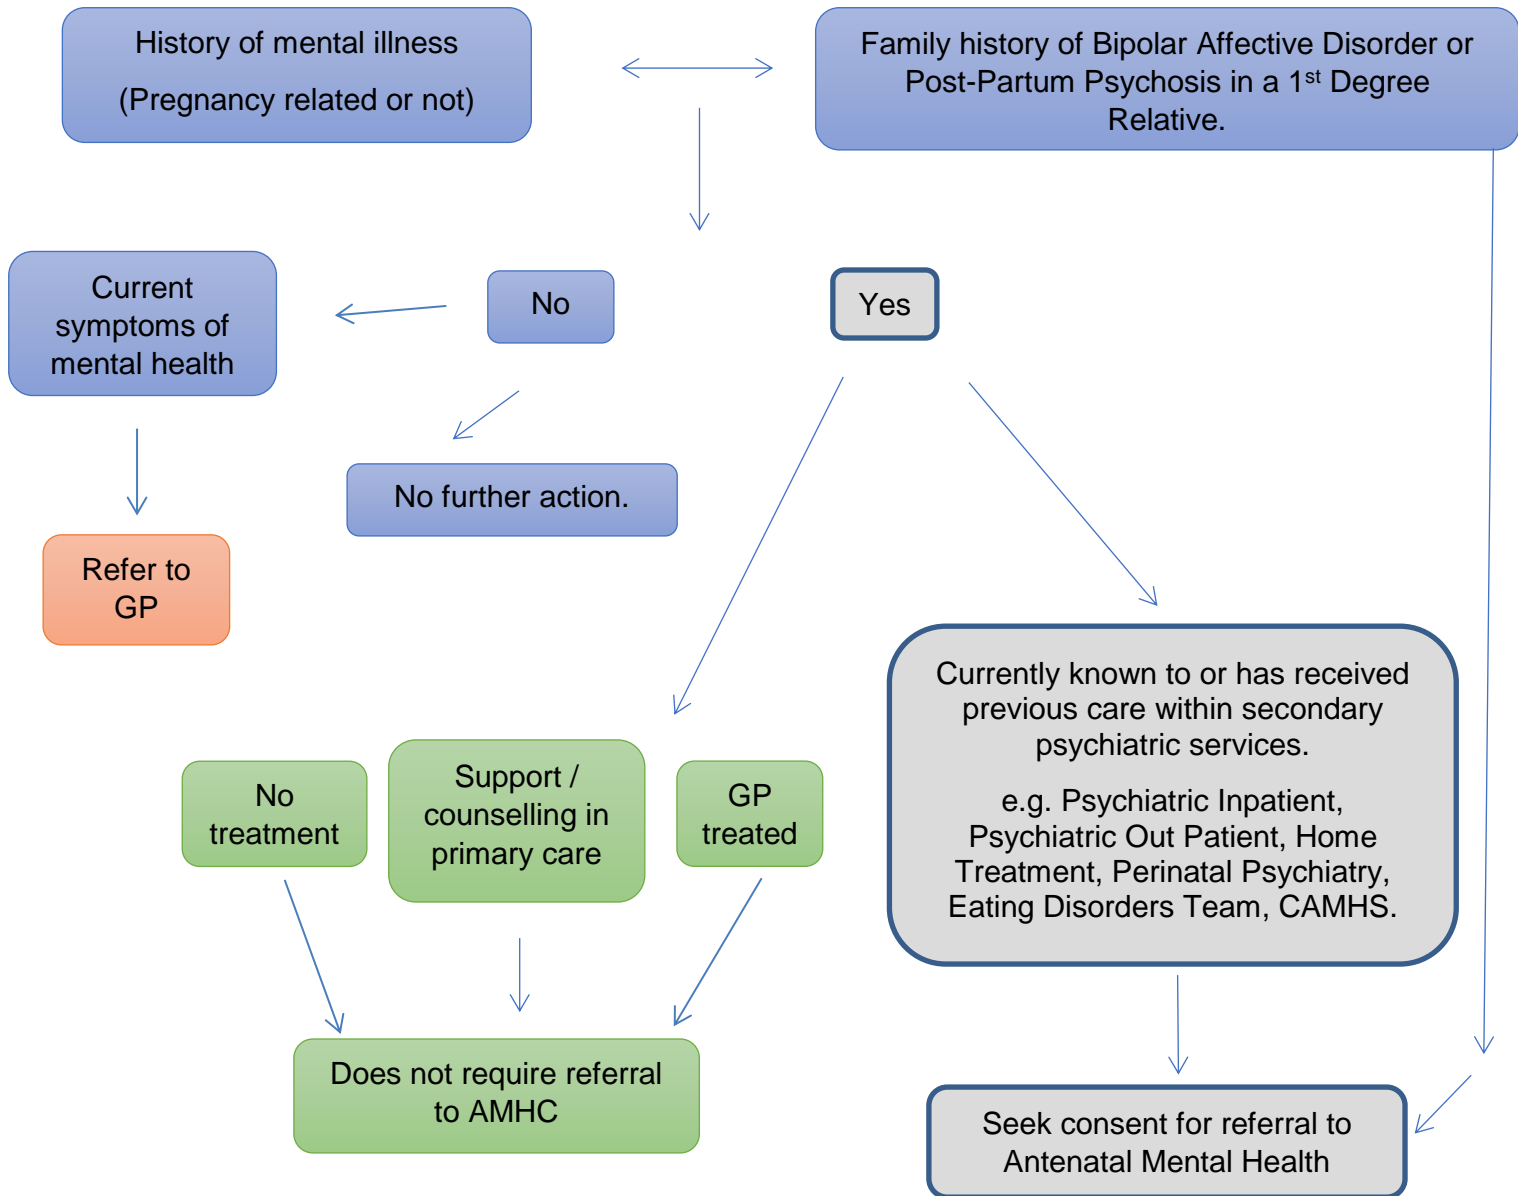 History of mental illness
(Pregnancy related or not)
Family history of Bipolar Affective Disorder or
Post-Partum Psychosis in a 1st Degree
Relative.
Current
symptoms of
mental health
No
Yes
No further action.
Refer to
GP
Currently known to or has received
previous care within secondary
psychiatric services.
e.g. Psychiatric Inpatient,
Psychiatric Out Patient, Home
Treatment, Perinatal Psychiatry,
Eating Disorders Team, CAMHS.
No
treatment
Support /
counselling in
primary care
GP
treated
Does not require referral
to AMHC
Seek consent for referral to
Antenatal Mental Health